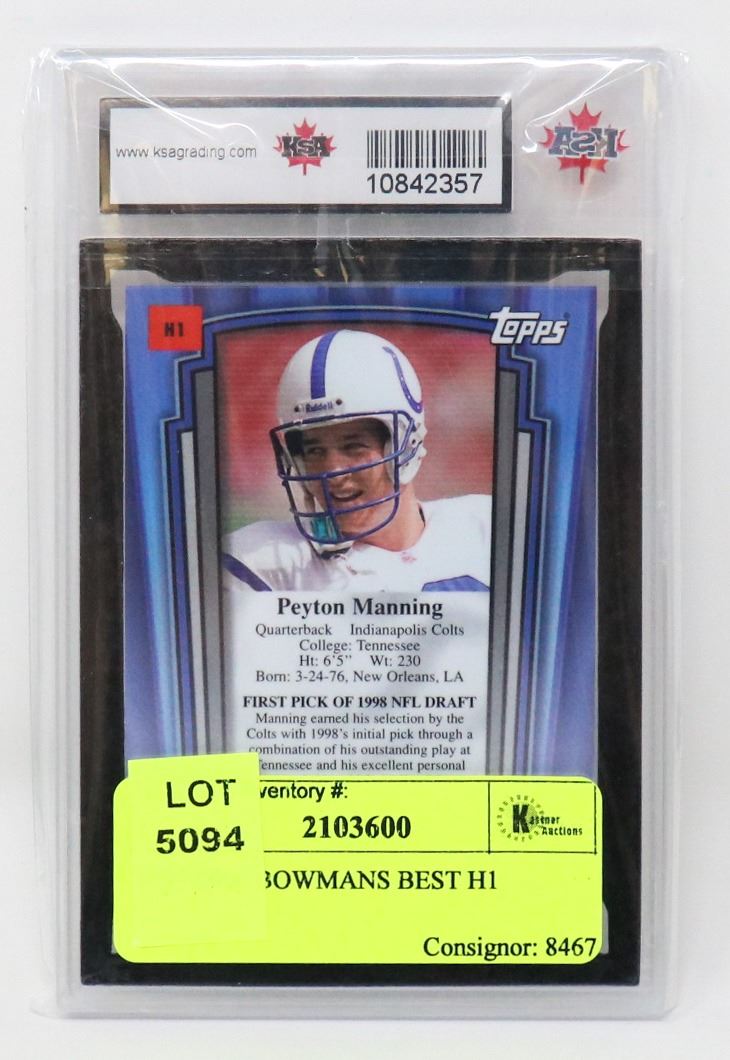 www.ksagrading.com
KSA
10842357
KSA
H1
topps
Riddell
Peyton Manning
Quarterback Indianapolis Colts
College: Tennessee
Ht: 6'5" Wt: 230
Born: 3-24-76, New Orleans, LA
FIRST PICK OF 1998 NFL DRAFT
Manning earned his selection by the
Colts with 1998's initial pick through a
combination of his outstanding play at
Tennessee and his excellent personal
LOT
5094
ventory #:
2103600
Kastner
Auctions
BOWMANS BEST H1
Consignor: 8467